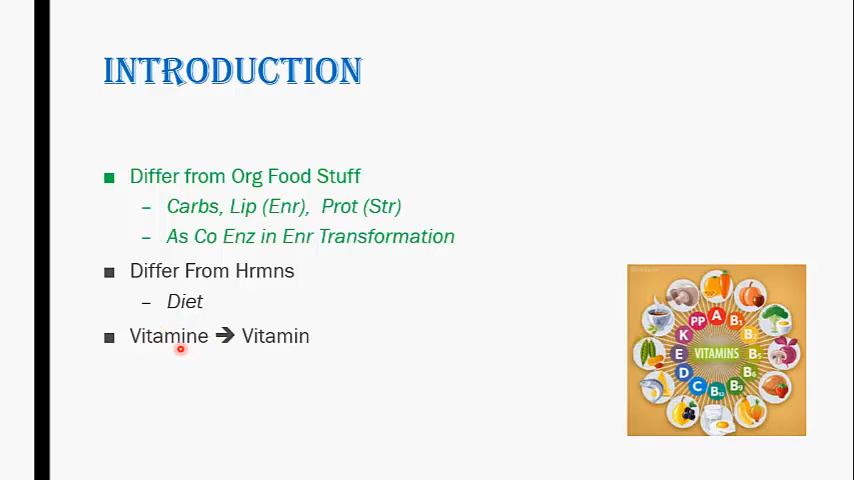 INTRODUCTION
■ Differ from Org Food Stuff
– Carbs, Lip (Enr), Prot (Str)
– As Co Enz in Enr Transformation
■ Differ From Hrmns
– Diet
■ Vitamine ➔ Vitamin
A
B1
B2
B5
B6
B9
B12
C
D
E
K
PP
VITAMINS